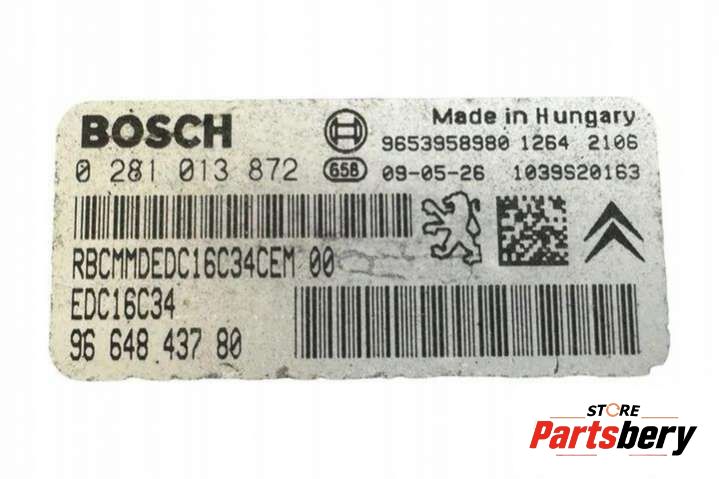 BOSCH
Made in Hungary
9653958980 1264 2106
0 281 013 872
658
09-05-26 1039S20163
RBCMMDEDC16C34CEM 00
EDC16C34
96 648 437 80
STORE
Partsbery